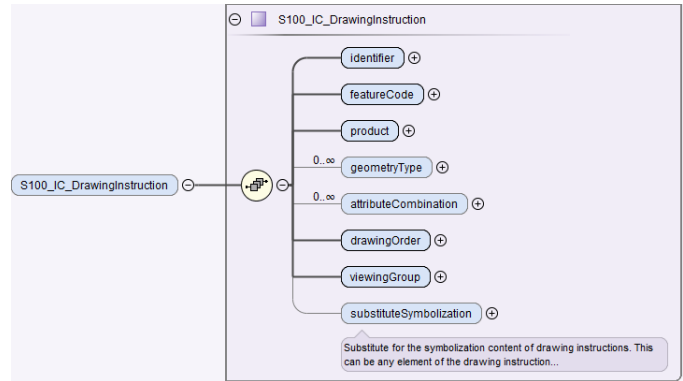 S100_IC_DrawingInstruction
identifier
featureCode
product
0..∞
geometryType
0..∞
attributeCombination
S100_IC_DrawingInstruction
drawingOrder
viewingGroup
substituteSymbolization
Substitute for the symbolization content of drawing instructions. This
can be any element of the drawing instruction...